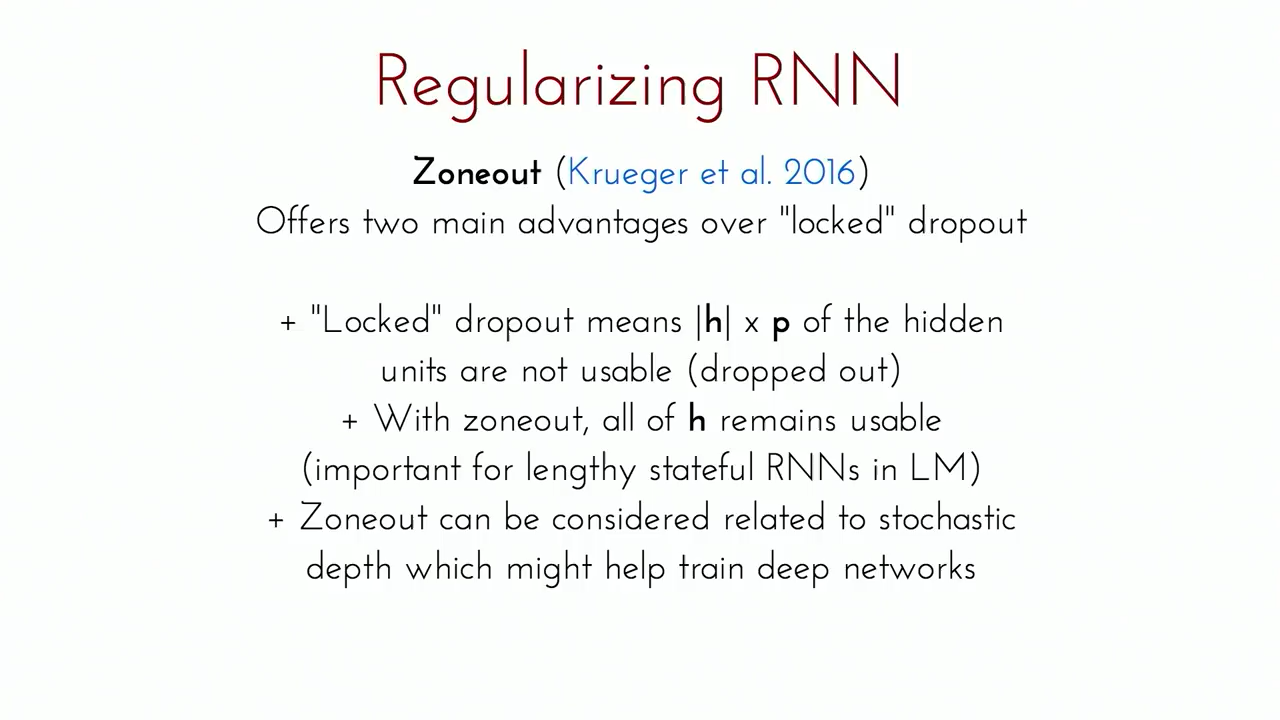 Regularizing RNN
Zoneout (Krueger et al. 2016)
Offers two main advantages over "locked" dropout
+ "Locked" dropout means |h| x p of the hidden
units are not usable (dropped out)
+ With zoneout, all of h remains usable
(important for lengthy stateful RNNs in LM)
+ Zoneout can be considered related to stochastic
depth which might help train deep networks